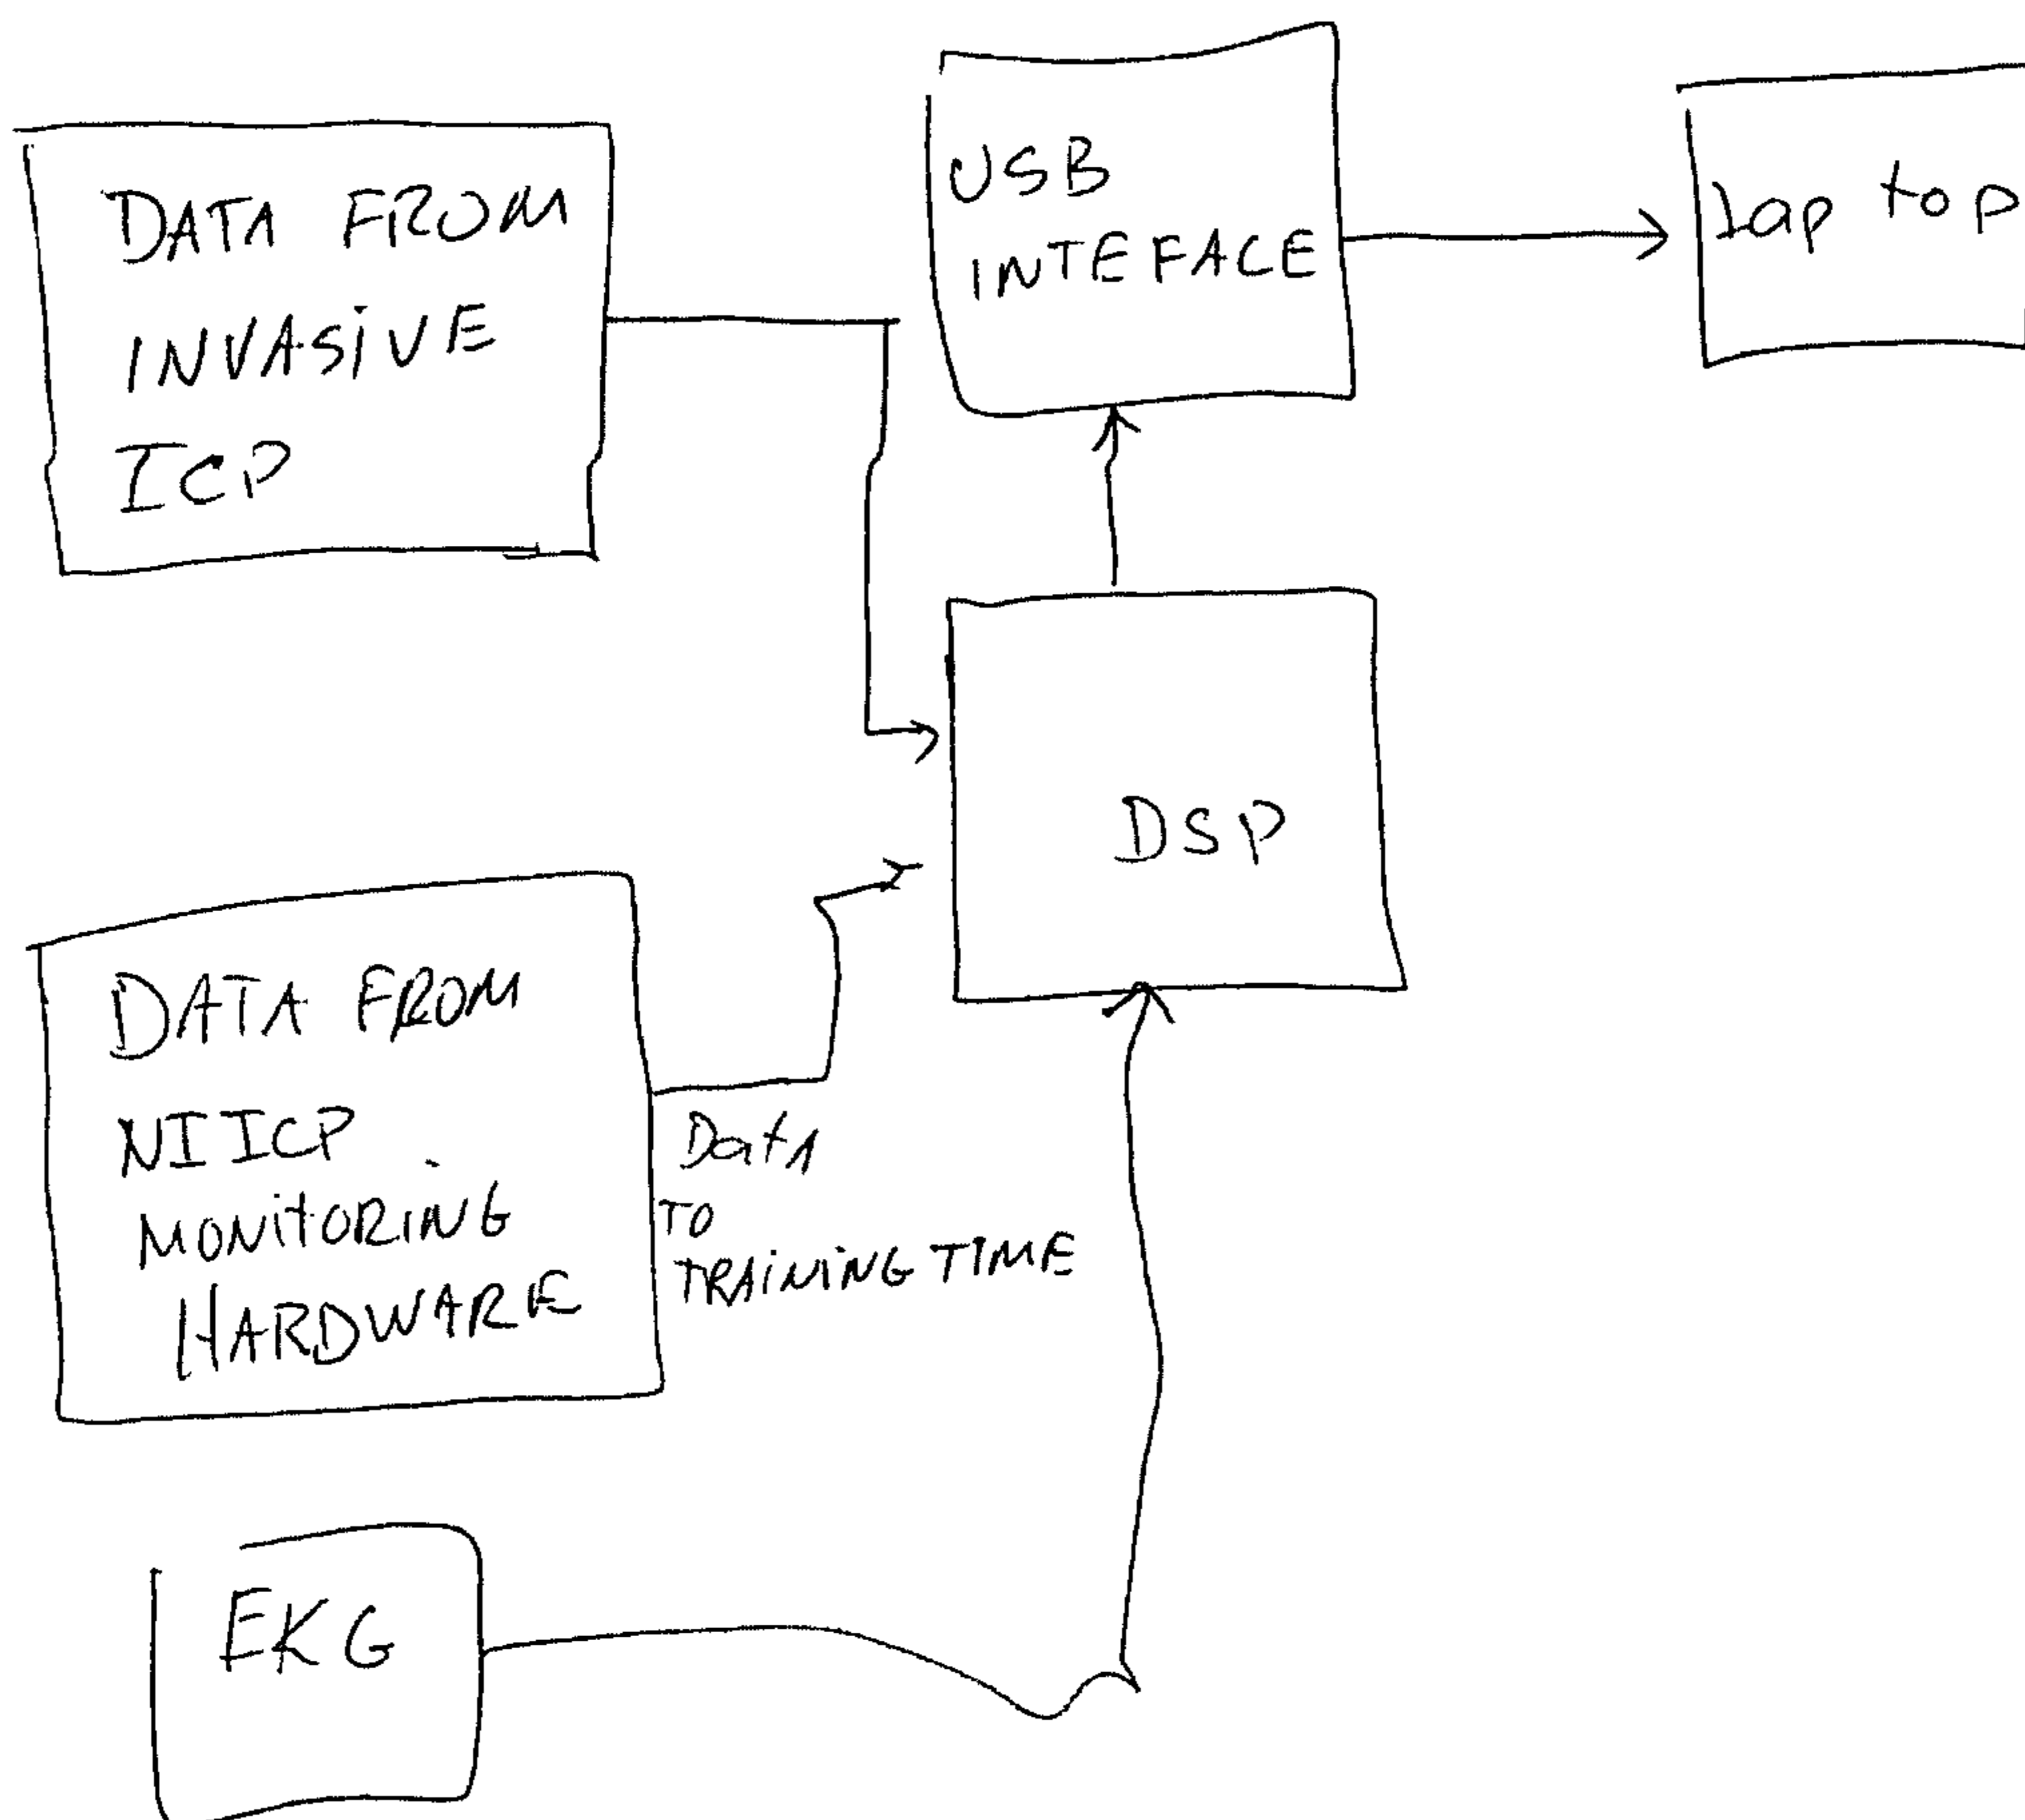 DATA FROM
INVASIVE
ICP
USB
INTEFACE
Lap top
DSP
DATA FROM
NIICP
MONITORING
HARDWARE
Data
TO
TRAINING TIME
EKG